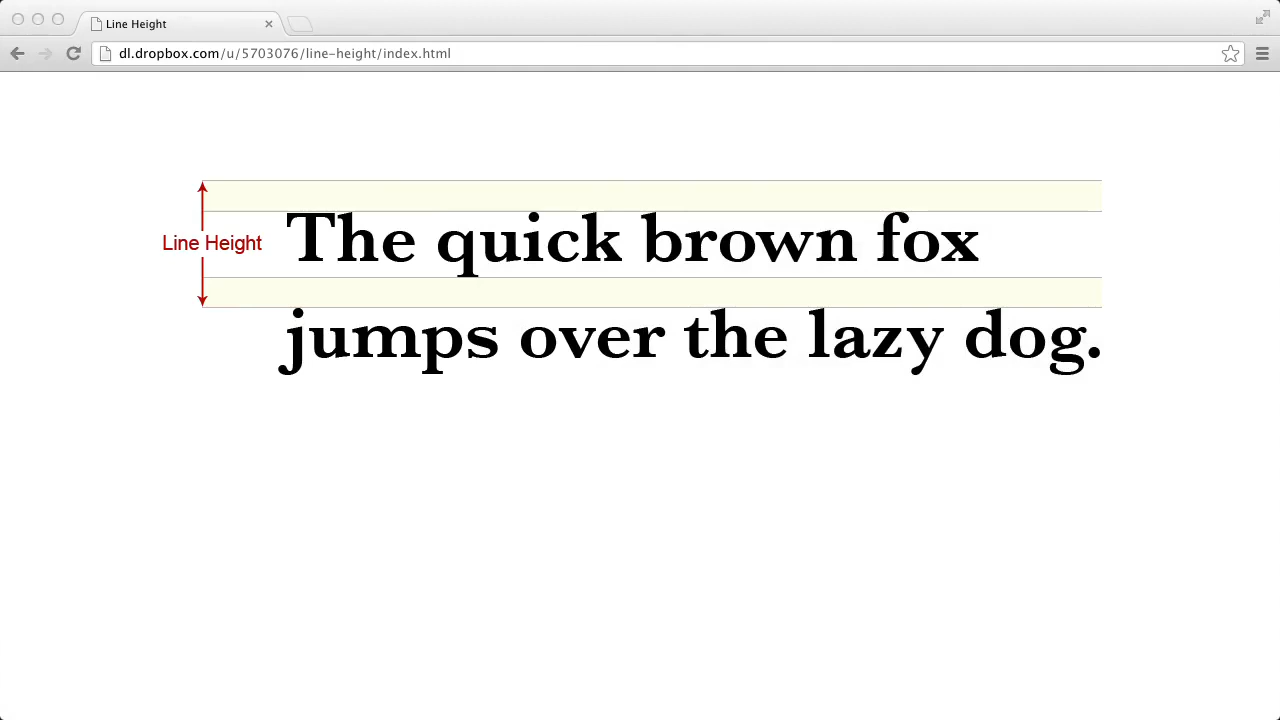 Line Height
dl.dropbox.com/u/5703076/line-height/index.html
Line Height
The quick brown fox
jumps over the lazy dog.